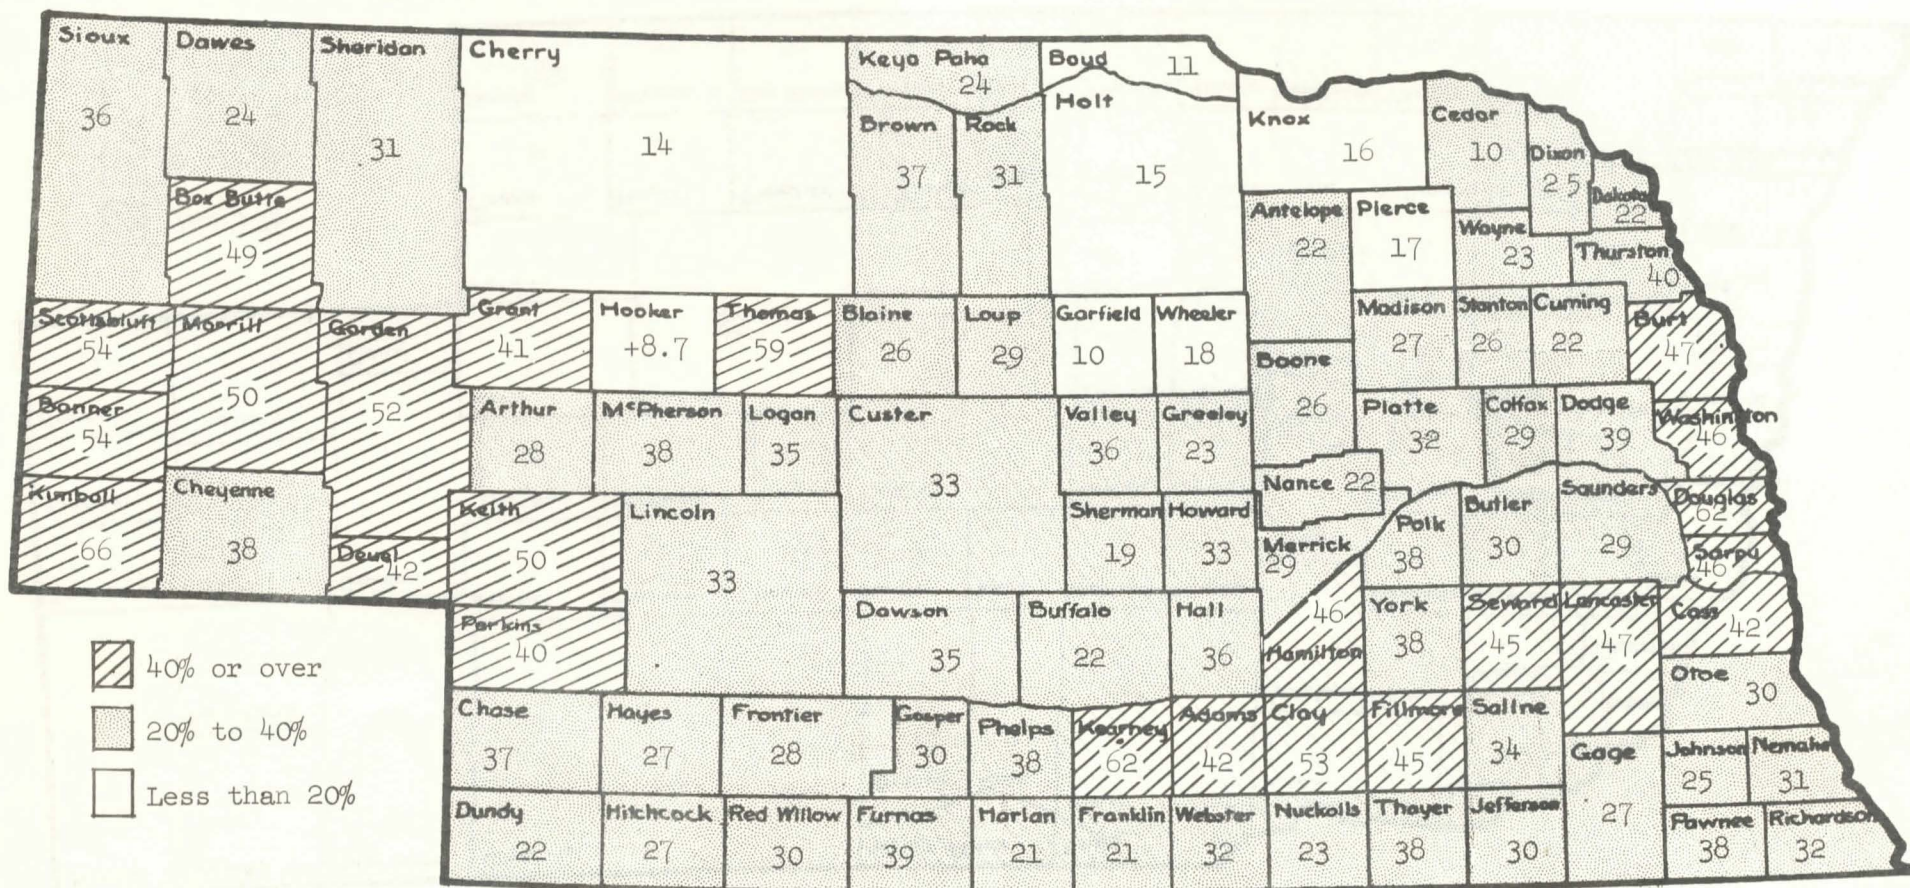 Sioux
36
Dawes
24
Sheridan
31
Cherry
14
Keya Paha
24
Boyd
11
Holt
15
Brown
37
Rock
31
Knox
16
Cedar
10
Dixon
25
Dakota
22
Box Butte
49
Antelope
22
Pierce
17
Wayne
23
Thurston
40
Scottsbluff
54
Morrill
50
Garden
52
Grant
41
Hooker
+8.7
Thomas
59
Blaine
26
Loup
29
Garfield
10
Wheeler
18
Boone
26
Madison
27
Stanton
26
Cuming
22
Burt
47
Banner
54
Arthur
28
McPherson
38
Logan
35
Custer
33
Valley
36
Greeley
23
Platte
32
Colfax
29
Dodge
39
Washington
46
Kimball
66
Cheyenne
38
Deuel
42
Keith
50
Lincoln
33
Sherman
19
Howard
33
Nance 22
Merrick
29
Polk
38
Butler
30
Saunders
29
Douglas
62
Sarpy
46
Perkins
40
Dawson
35
Buffalo
22
Hall
36
46
Hamilton
York
38
Seward
45
Lancaster
47
Cass
42
Otoe
30
Chase
37
Hayes
27
Frontier
28
Gosper
30
Phelps
38
Kearney
62
Adams
42
Clay
53
Fillmore
45
Saline
34
Gage
27
Johnson
25
Nemaha
31
Dundy
22
Hitchcock
27
Red Willow
30
Furnas
39
Harlan
21
Franklin
21
Webster
32
Nuckolls
23
Thayer
38
Jefferson
30
Pawnee
38
Richardson
32
40% or over
20% to 40%
Less than 20%